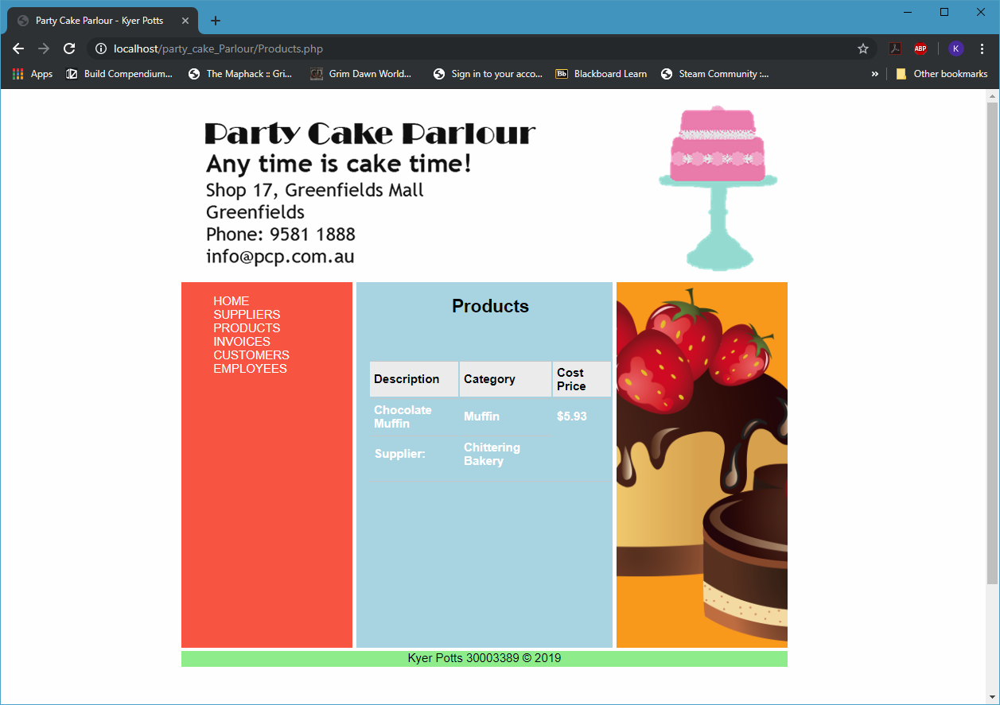 Party Cake Parlour - Kyer Potts
localhost/party_cake_Parlour/Products.php
ABP
K
Apps
Build Compendium...
The Maphack :: Gri...
GD
Grim Dawn World...
Sign in to your acco...
Bb
Blackboard Learn
Steam Community :...
»
Other bookmarks
Party Cake Parlour
Any time is cake time!
Shop 17, Greenfields Mall
Greenfields
Phone: 9581 1888
info@pcp.com.au
HOME
SUPPLIERS
PRODUCTS
INVOICES
CUSTOMERS
EMPLOYEES
Products
Description Category Cost Price
Chocolate Muffin Muffin $5.93
Supplier: Chittering Bakery
Kyer Potts 30003389 © 2019